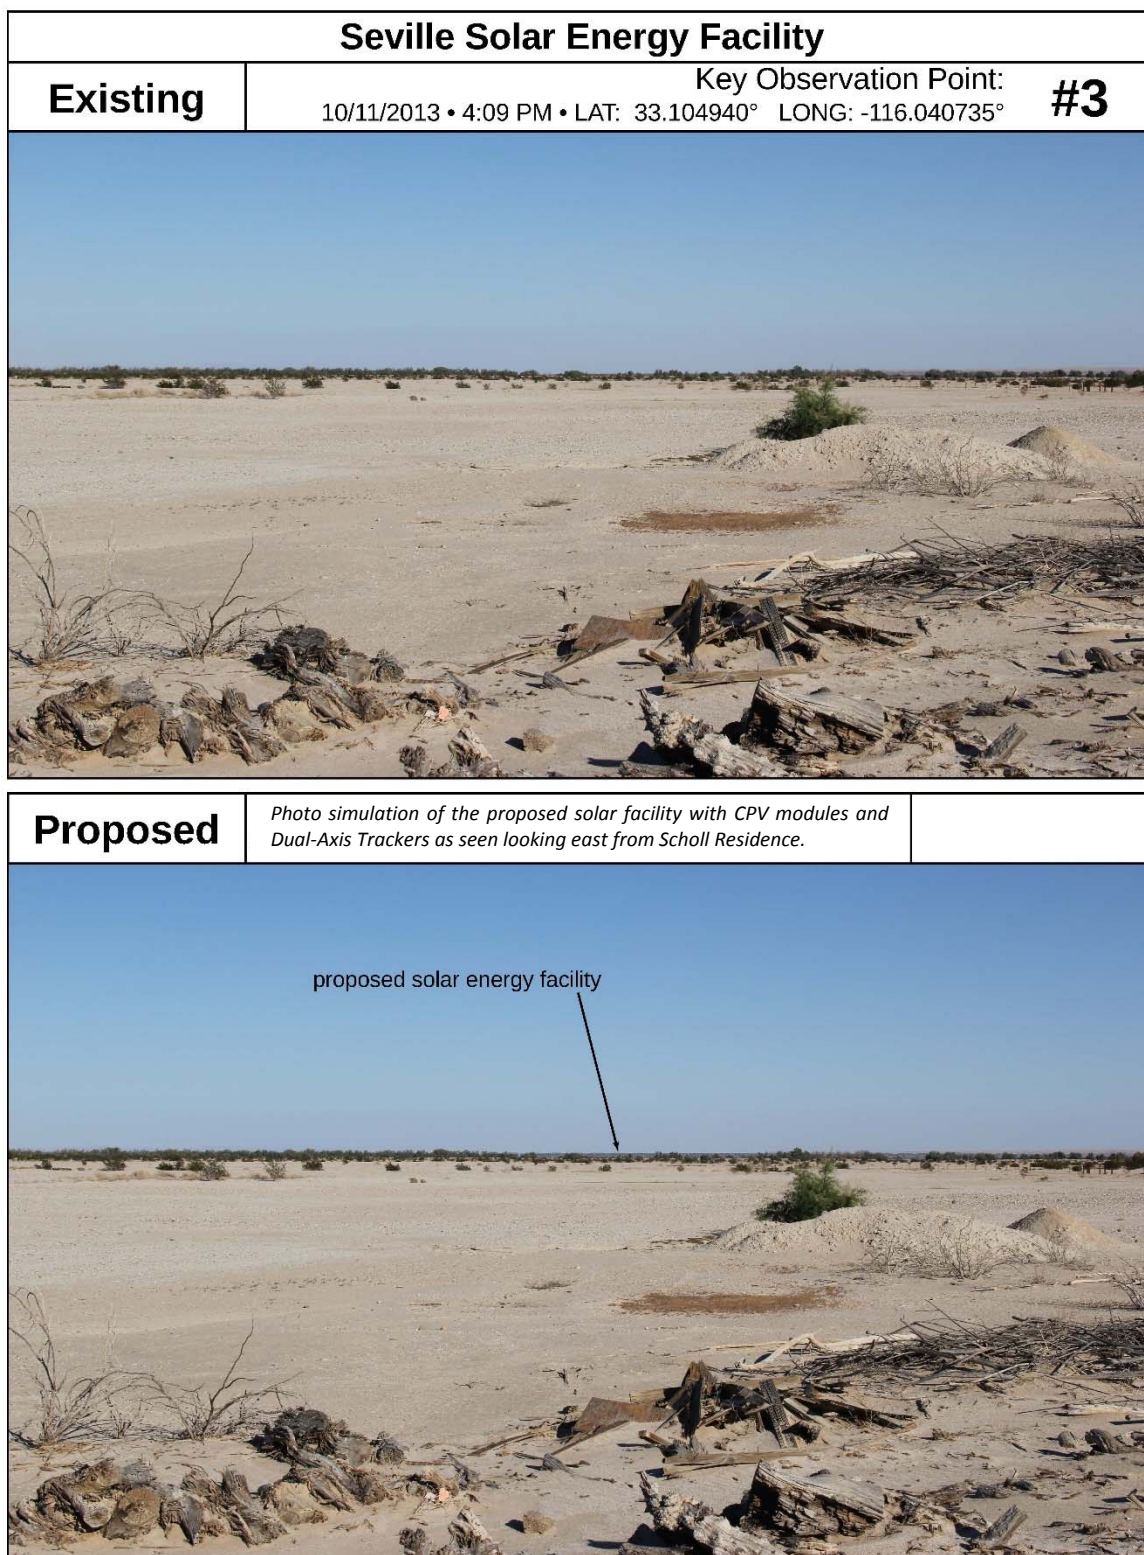 Seville Solar Energy Facility
Existing
Key Observation Point:
10/11/2013 • 4:09 PM • LAT: 33.104940° LONG: -116.040735°
#3
Proposed
Photo simulation of the proposed solar facility with CPV modules and
Dual-Axis Trackers as seen looking east from Scholl Residence.
proposed solar energy facility